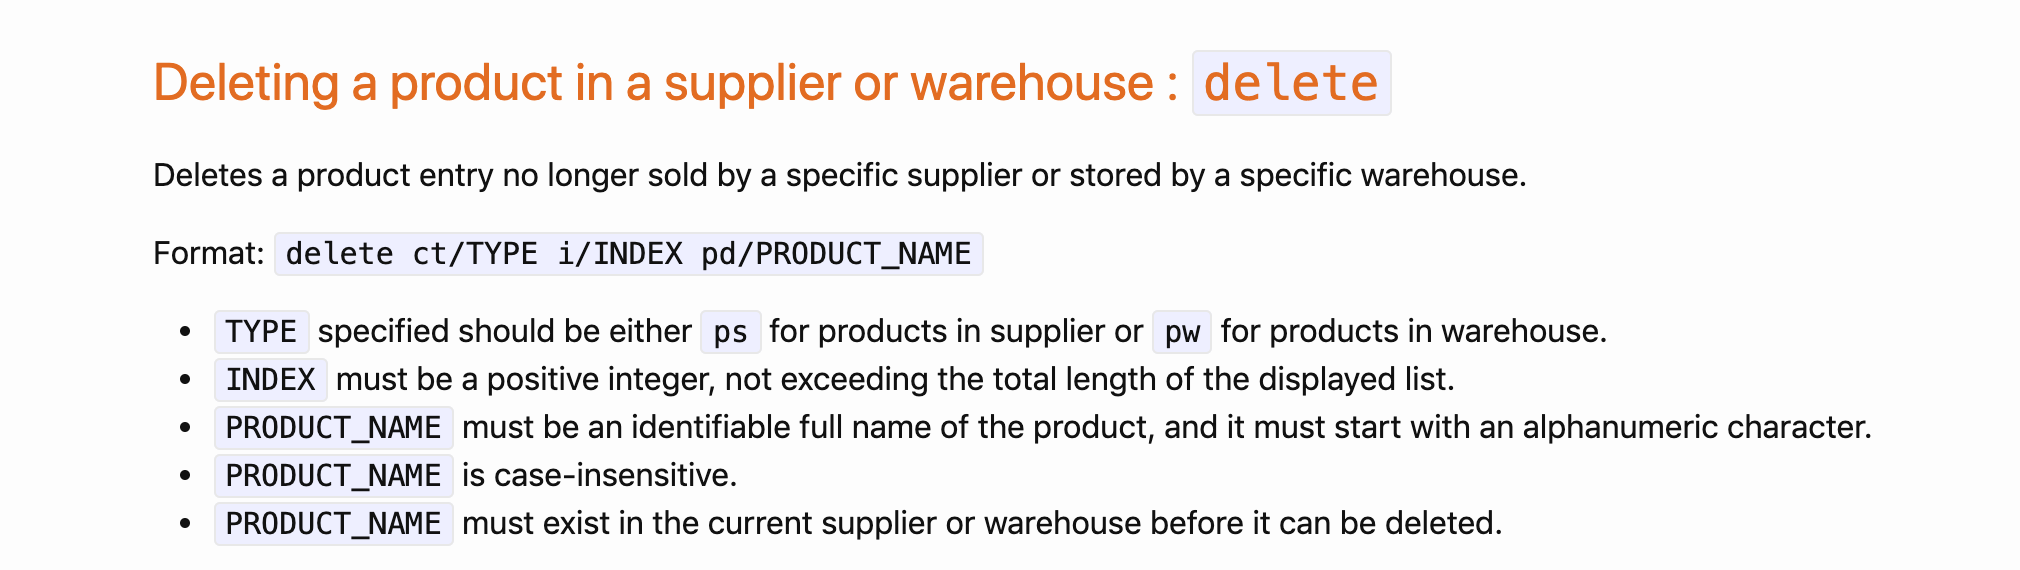 Deleting a product in a supplier or warehouse : delete
Deletes a product entry no longer sold by a specific supplier or stored by a specific warehouse.
Format: delete ct/TYPE i/INDEX pd/PRODUCT_NAME
• TYPE specified should be either ps for products in supplier or pw for products in warehouse.
• INDEX must be a positive integer, not exceeding the total length of the displayed list.
• PRODUCT_NAME must be an identifiable full name of the product, and it must start with an alphanumeric character.
• PRODUCT_NAME is case-insensitive.
• PRODUCT_NAME must exist in the current supplier or warehouse before it can be deleted.